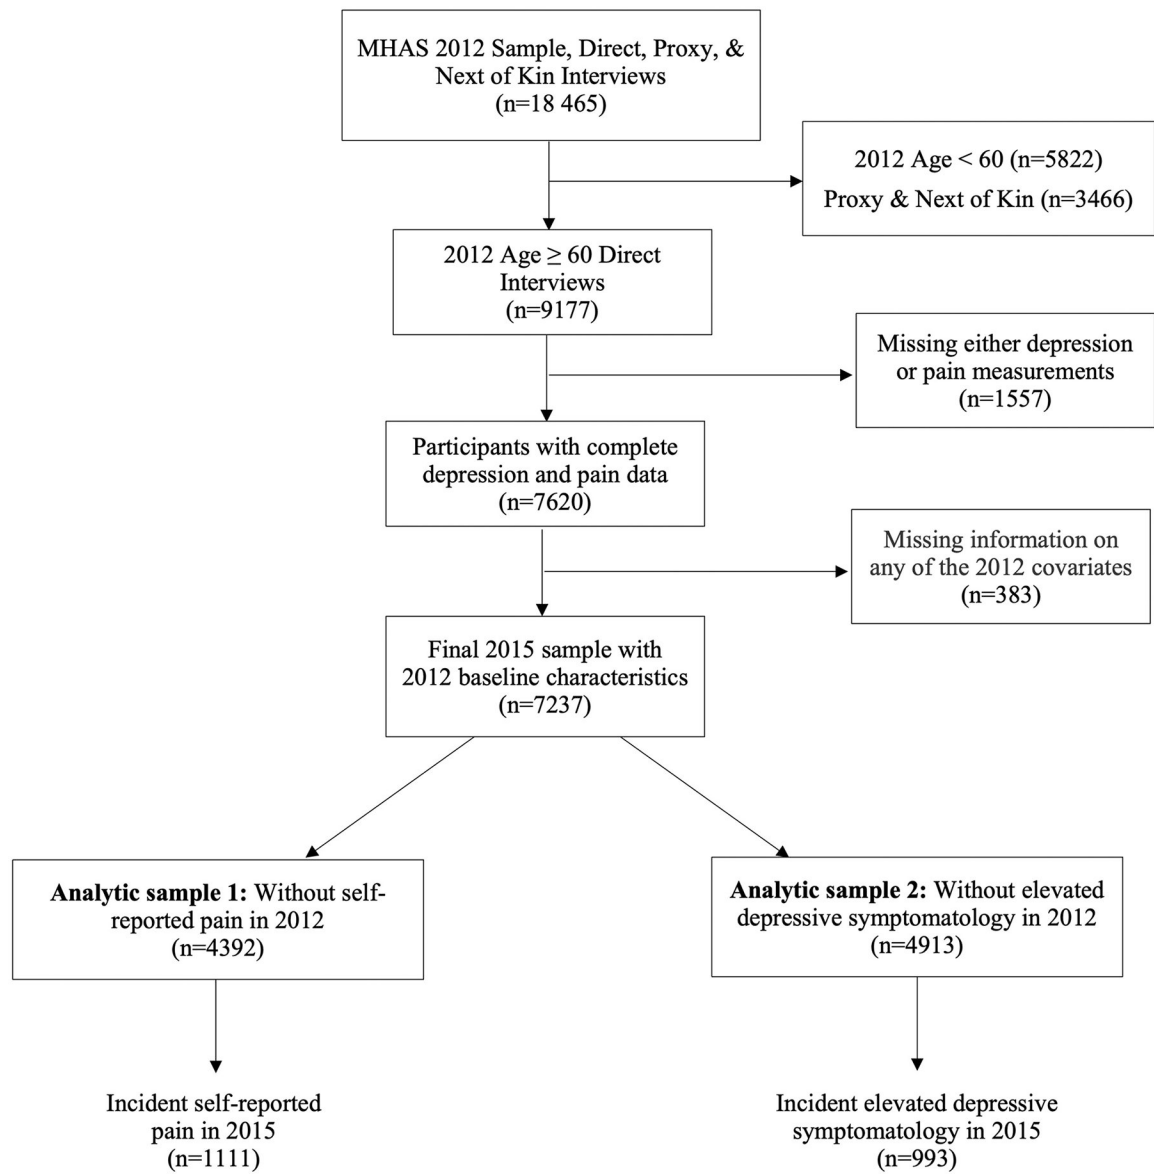 MHAS 2012 Sample, Direct, Proxy, &
Next of Kin Interviews
(n=18 465)
2012 Age < 60 (n=5822)
Proxy & Next of Kin (n=3466)
2012 Age ≥ 60 Direct
Interviews
(n=9177)
Missing either depression
or pain measurements
(n=1557)
Participants with complete
depression and pain data
(n=7620)
Missing information on
any of the 2012 covariates
(n=383)
Final 2015 sample with
2012 baseline characteristics
(n=7237)
Analytic sample 1: Without self-
reported pain in 2012
(n=4392)
Analytic sample 2: Without elevated
depressive symptomatology in 2012
(n=4913)
Incident self-reported
pain in 2015
(n=1111)
Incident elevated depressive
symptomatology in 2015
(n=993)